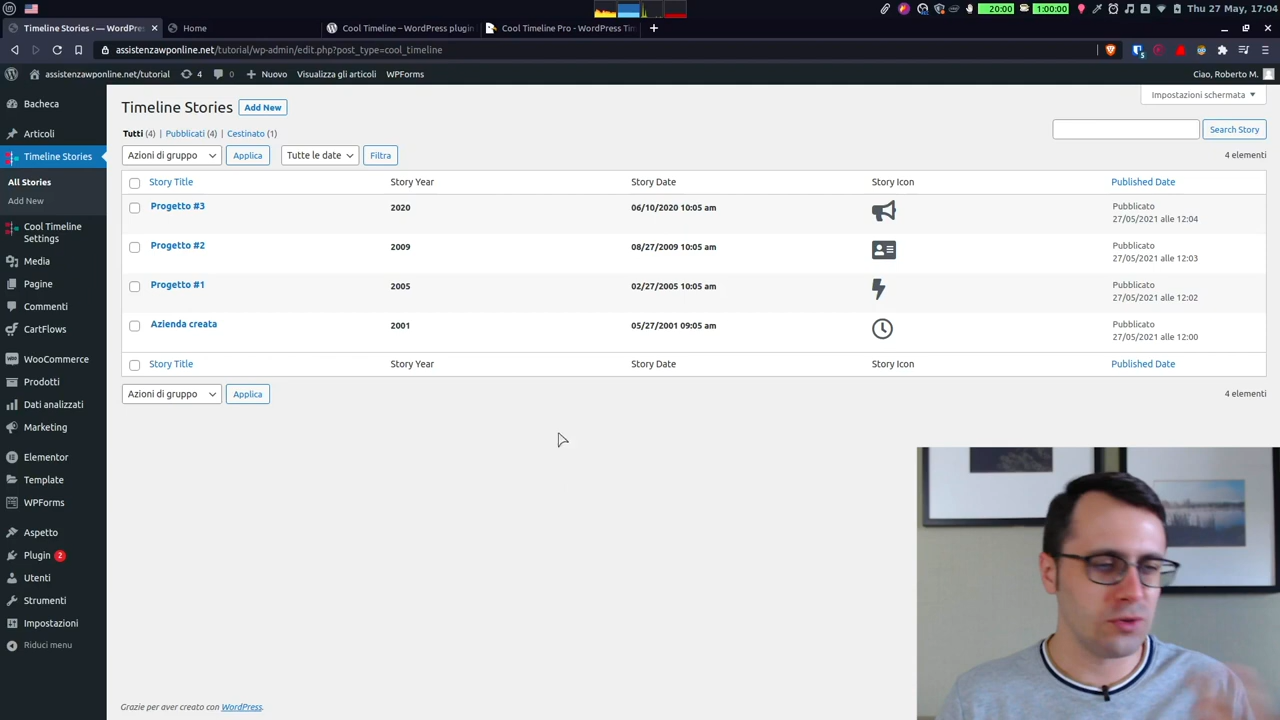 20:00 1:00:00 Thu 27 May, 17:04
Timeline Stories ‹ — WordPres Home Cool Timeline – WordPress plugin Cool Timeline Pro - WordPress Tim
assistenzawponline.net/tutorial/wp-admin/edit.php?post_type=cool_timeline
assistenzawponline.net/tutorial 4 0 Nuovo Visualizza gli articoli WPForms Ciao, Roberto M.
Impostazioni schermata
Bacheca
Articoli
Timeline Stories
All Stories
Add New
Cool Timeline
Settings
Media
Pagine
Commenti
CartFlows
WooCommerce
Prodotti
Dati analizzati
Marketing
Elementor
Template
WPForms
Aspetto
Plugin 2
Utenti
Strumenti
Impostazioni
Riduci menu
Timeline Stories Add New
Tutti (4) | Pubblicati (4) | Cestinato (1)
Search Story
Azioni di gruppo Applica Tutte le date Filtra 4 elementi
Story Title Story Year Story Date Story Icon Published Date
Progetto #3 2020 06/10/2020 10:05 am Pubblicato
27/05/2021 alle 12:04
Progetto #2 2009 08/27/2009 10:05 am Pubblicato
27/05/2021 alle 12:03
Progetto #1 2005 02/27/2005 10:05 am Pubblicato
27/05/2021 alle 12:02
Azienda creata 2001 05/27/2001 09:05 am Pubblicato
27/05/2021 alle 12:00
Story Title Story Year Story Date Story Icon Published Date
Azioni di gruppo Applica 4 elementi
Grazie per aver creato con WordPress.